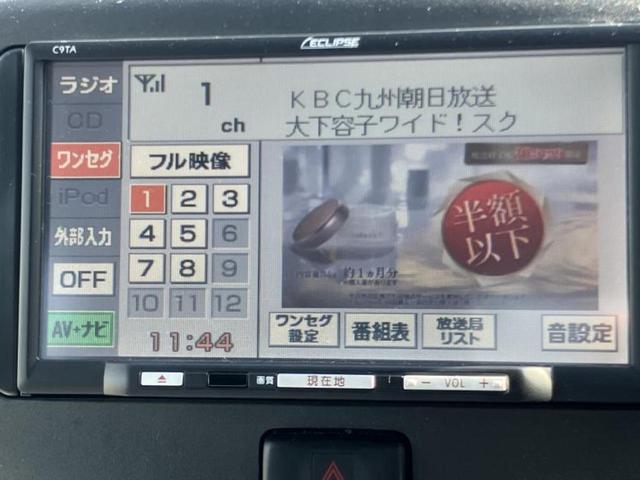 C9TA
ECLIPSE
ラジオ
CD
ワンセグ
iPod
外部入力
OFF
AV+ナビ
1
ch
KBC九州朝日放送
大下容子ワイド!スク
フル映像
1 2 3
4 5 6
7 8 9
10 11 12
11:44
半額
以下
約1ヵ月分
ワンセグ
設定
番組表
放送局
リスト
音設定
画質
現在地
− VOL +